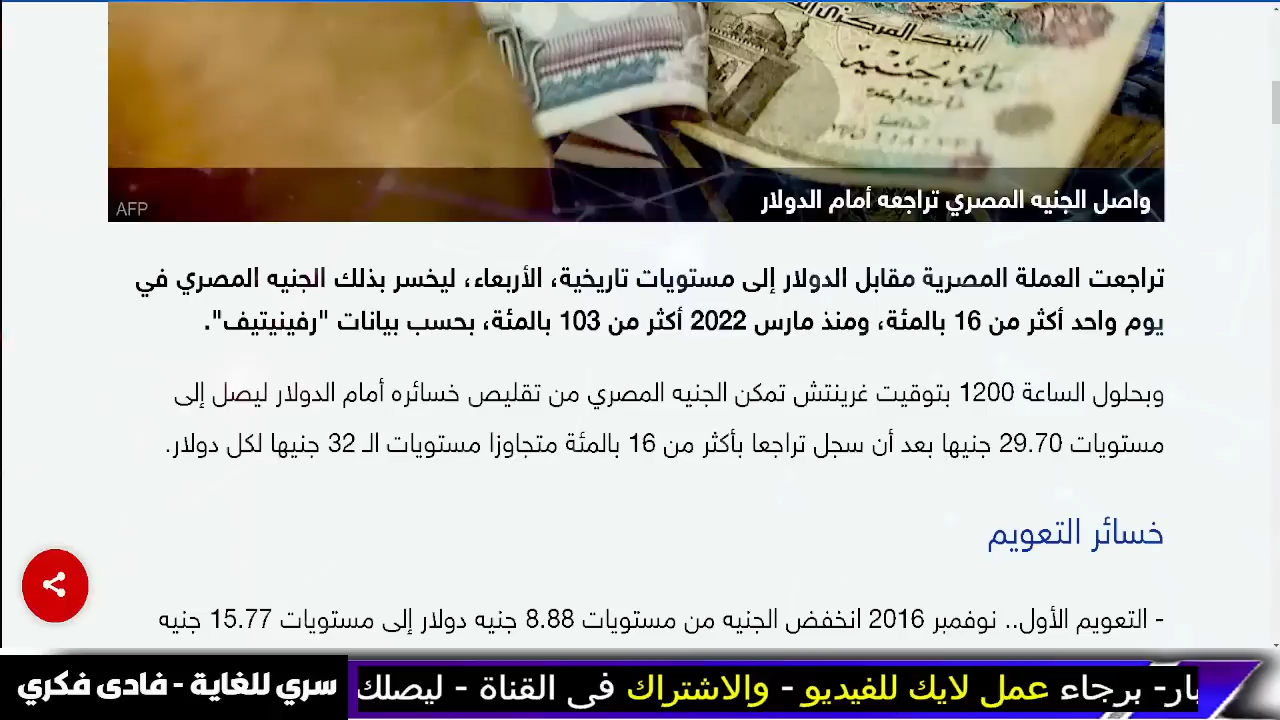 البنك المركزي
مائة جنيه
واصل الجنيه المصري تراجعه أمام الدولار
AFP
تراجعت العملة المصرية مقابل الدولار إلى مستويات تاريخية، الأربعاء، ليخسر بذلك الجنيه المصري في
يوم واحد أكثر من 16 بالمئة، ومنذ مارس 2022 أكثر من 103 بالمئة، بحسب بيانات "رفينيتيف".
وبحلول الساعة 1200 بتوقيت غرينتش تمكن الجنيه المصري من تقليص خسائره أمام الدولار ليصل إلى
مستويات 29.70 جنيها بعد أن سجل تراجعا بأكثر من 16 بالمئة متجاوزا مستويات الـ 32 جنيها لكل دولار.
خسائر التعويم
- التعويم الأول.. نوفمبر 2016 انخفض الجنيه من مستويات 8.88 جنيه دولار إلى مستويات 15.77 جنيه
بار- برجاء عمل لايك للفيديو - والاشتراك فى القناة - ليصلك
سري للغاية - فادى فكري